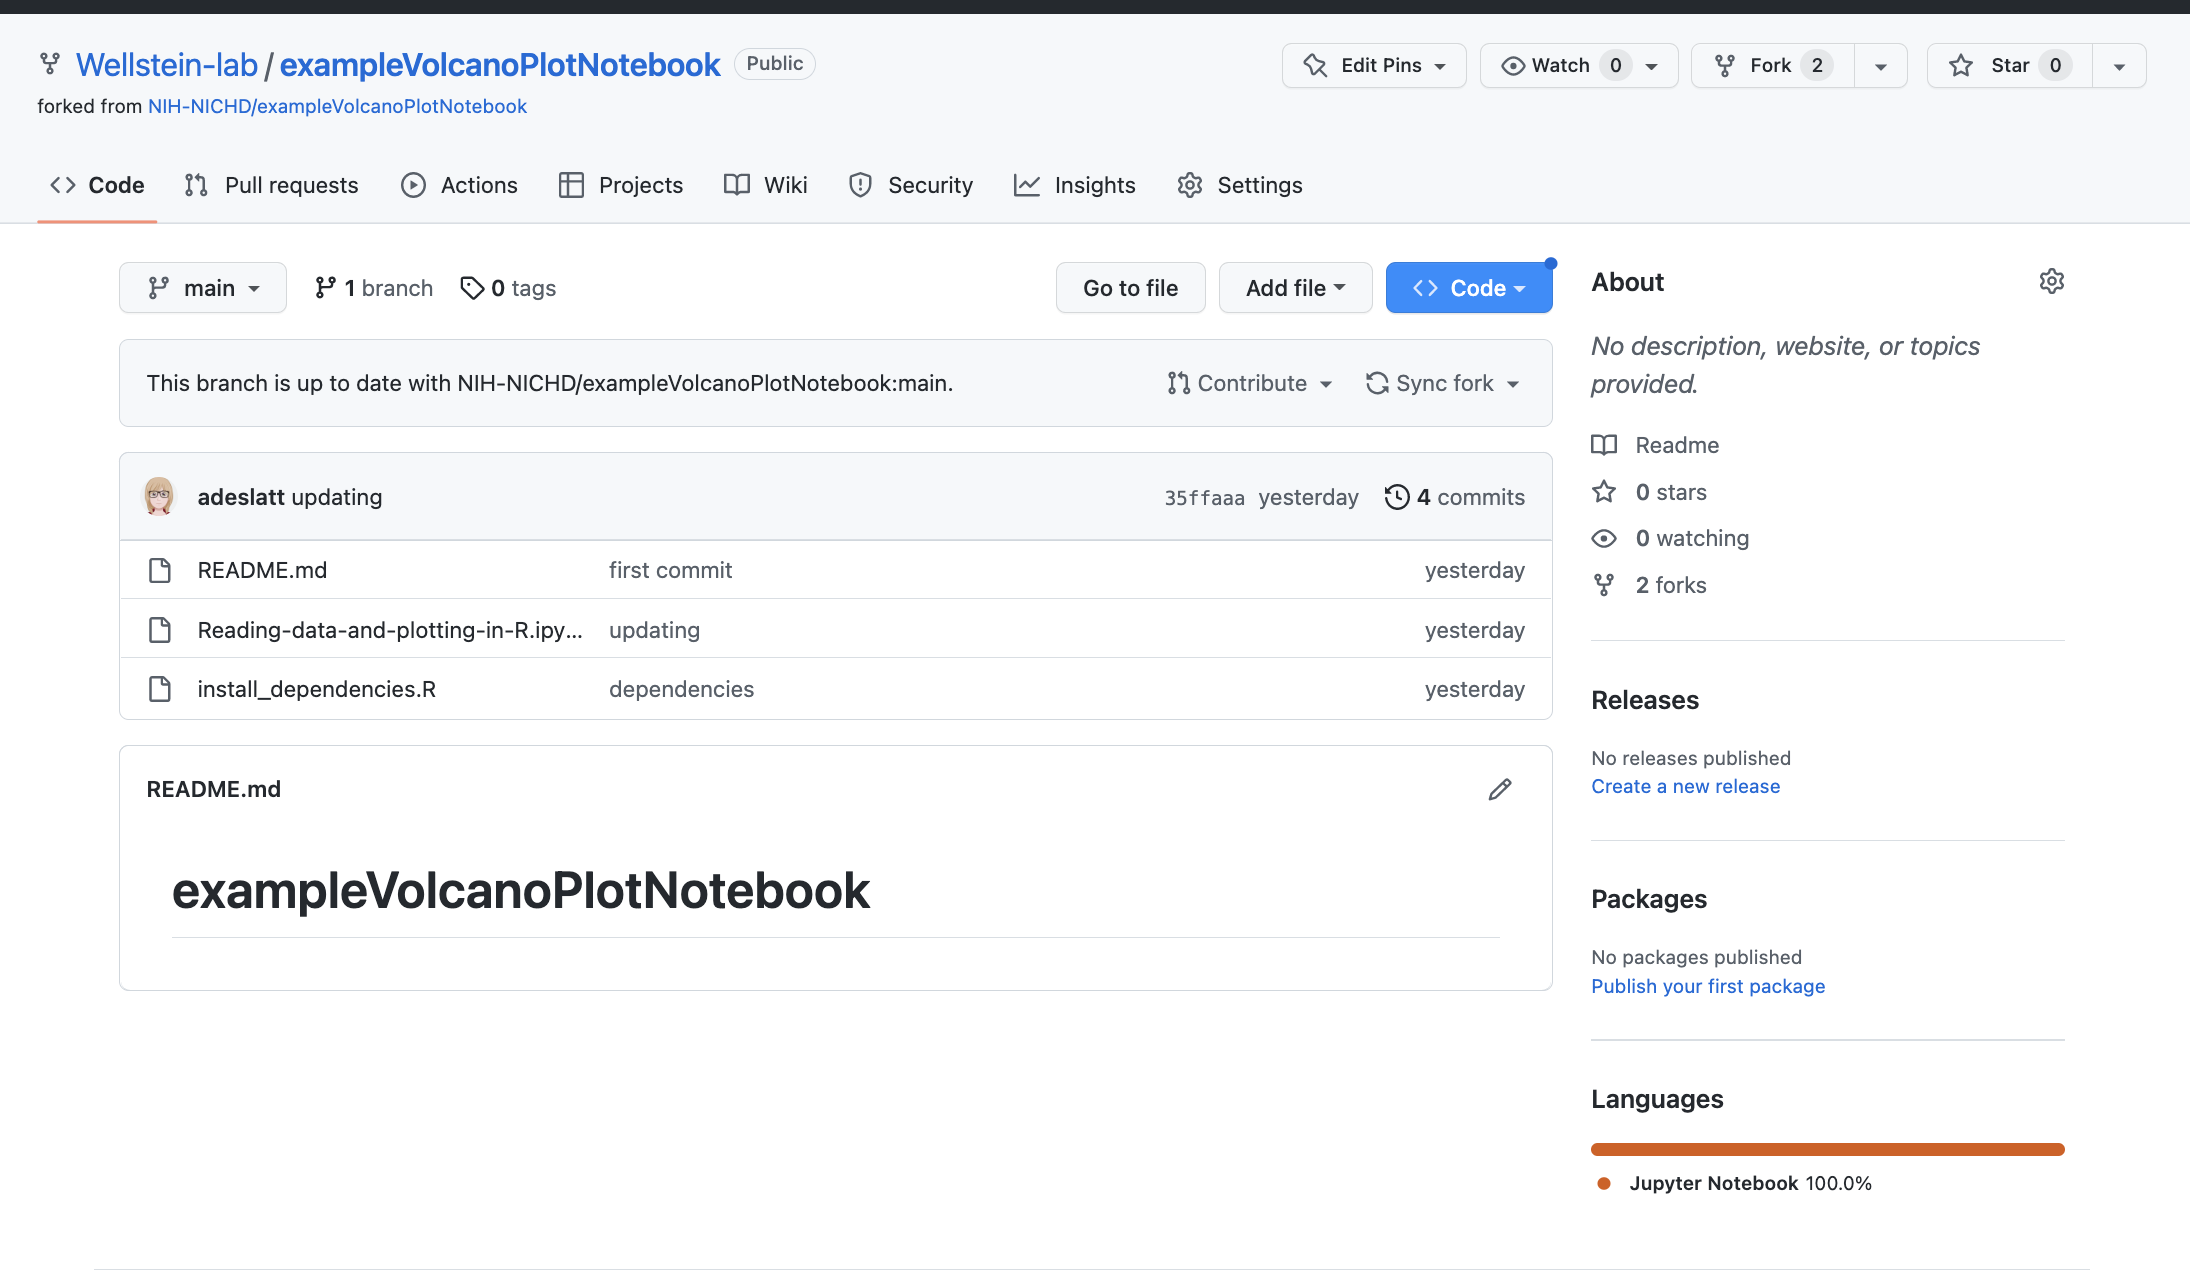 Wellstein-lab / exampleVolcanoPlotNotebook Public
Edit Pins Watch 0 Fork 2 Star 0
forked from NIH-NICHD/exampleVolcanoPlotNotebook
Code Pull requests Actions Projects Wiki Security Insights Settings
main 1 branch 0 tags Go to file Add file Code
This branch is up to date with NIH-NICHD/exampleVolcanoPlotNotebook:main. Contribute Sync fork
adeslatt updating 35ffaaa yesterday 4 commits
README.md first commit yesterday
Reading-data-and-plotting-in-R.ipy... updating yesterday
install_dependencies.R dependencies yesterday
README.md
exampleVolcanoPlotNotebook
About
No description, website, or topics
provided.
Readme
0 stars
0 watching
2 forks
Releases
No releases published
Create a new release
Packages
No packages published
Publish your first package
Languages
Jupyter Notebook 100.0%